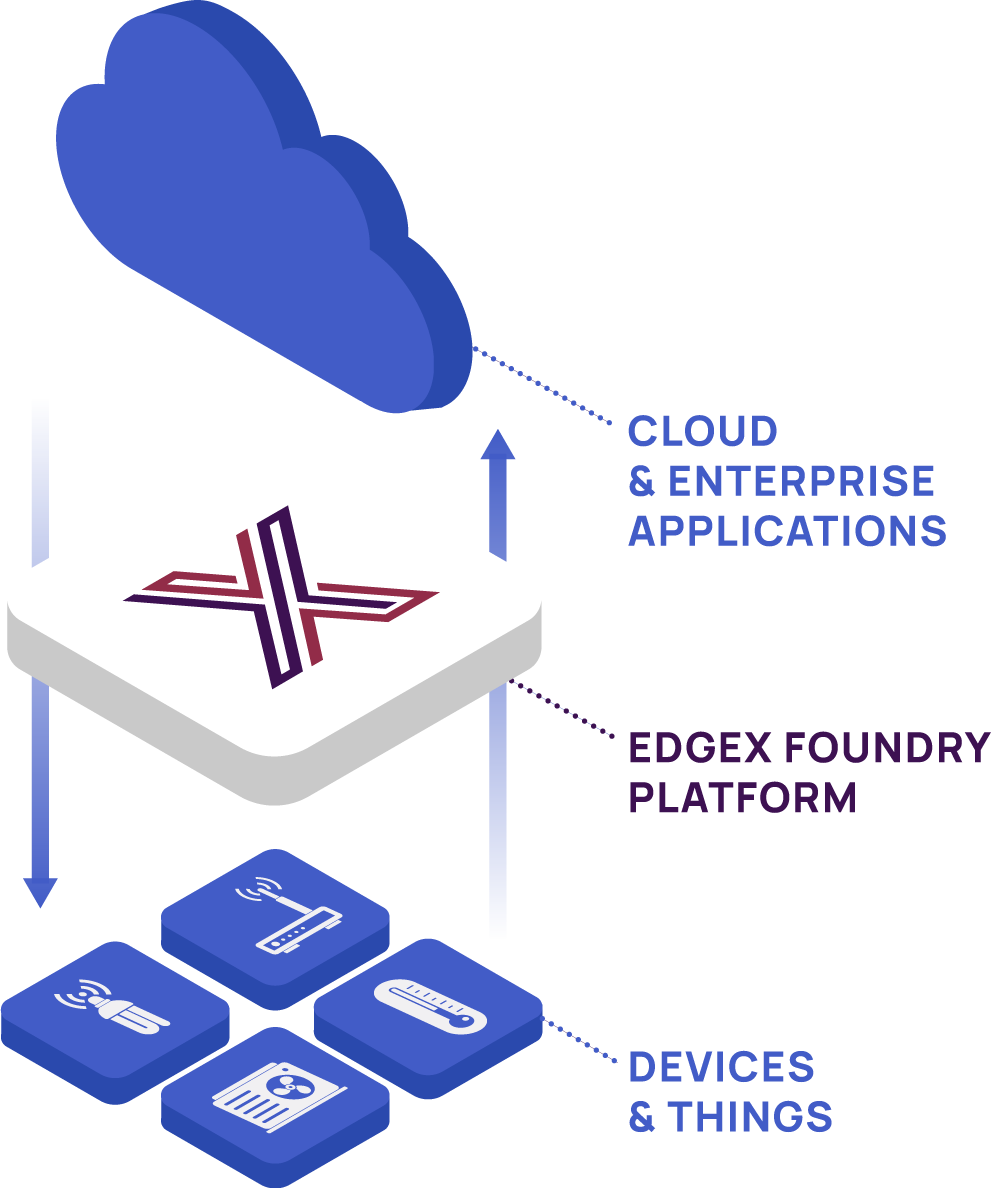 CLOUD
& ENTERPRISE
APPLICATIONS
EDGEX FOUNDRY
PLATFORM
DEVICES
& THINGS